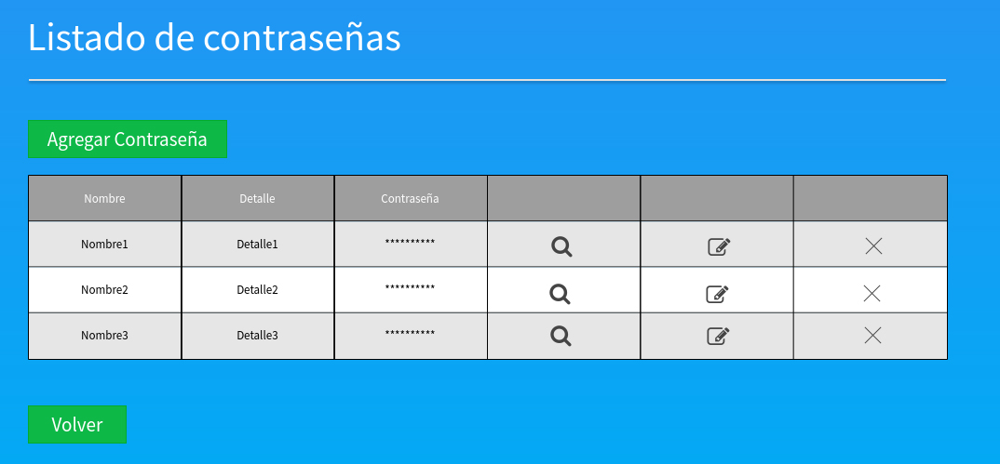 Listado de contraseñas
Agregar Contraseña
Nombre Detalle Contraseña
Nombre1 Detalle1 **********
Nombre2 Detalle2 **********
Nombre3 Detalle3 **********
Volver